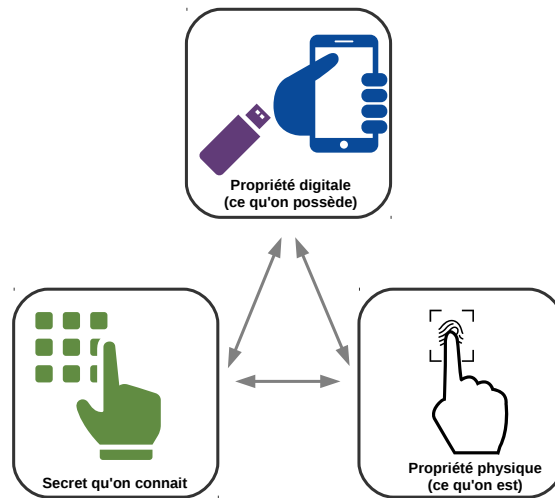 Propriété digitale
(ce qu'on possède)
Secret qu'on connait
Propriété physique
(ce qu'on est)